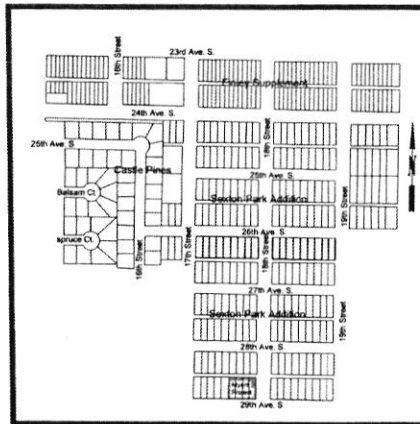 23rd Ave. S.
16th Street
Supplement
24th Ave. S.
25th Ave S.
18th Street
Castle Pines
25th Ave. S.
Balsam Ct.
Sexton Park Addition
19th Street
spruce Ct.
26th Ave. S.
16th Street
17th Street
18th Street
27th Ave. S.
Sexton Park Addition
19th Street
28th Ave. S.
Project
29th Ave. S